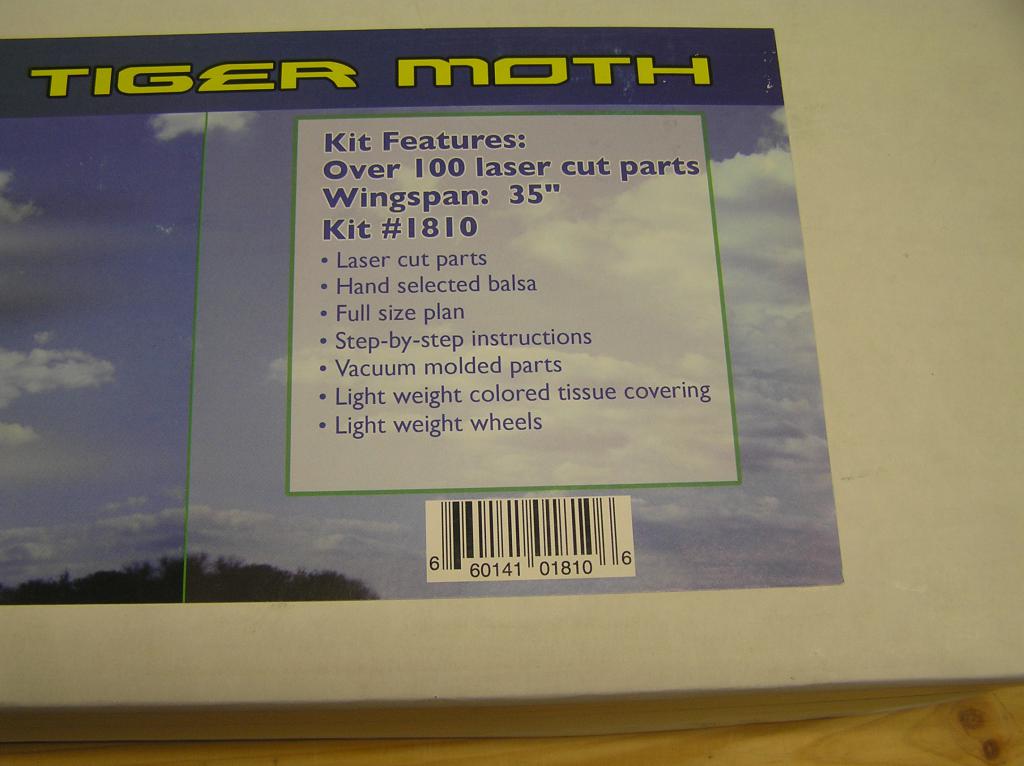 TIGER MOTH
Kit Features:
Over 100 laser cut parts
Wingspan: 35"
Kit #1810
• Laser cut parts
• Hand selected balsa
• Full size plan
• Step-by-step instructions
• Vacuum molded parts
• Light weight colored tissue covering
• Light weight wheels
6 60141 01810 6